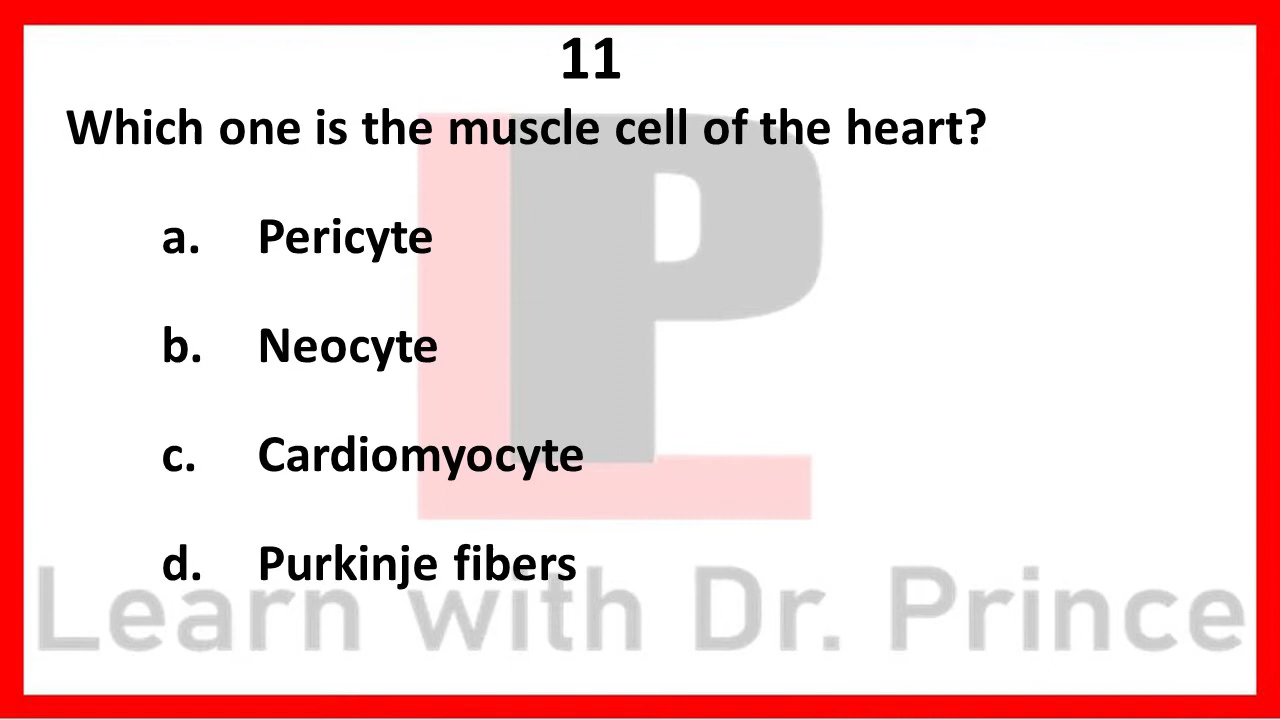 11
Which one is the muscle cell of the heart?
a. Pericyte
b. Neocyte
c. Cardiomyocyte
d. Purkinje fibers
LP
Learn with Dr. Prince